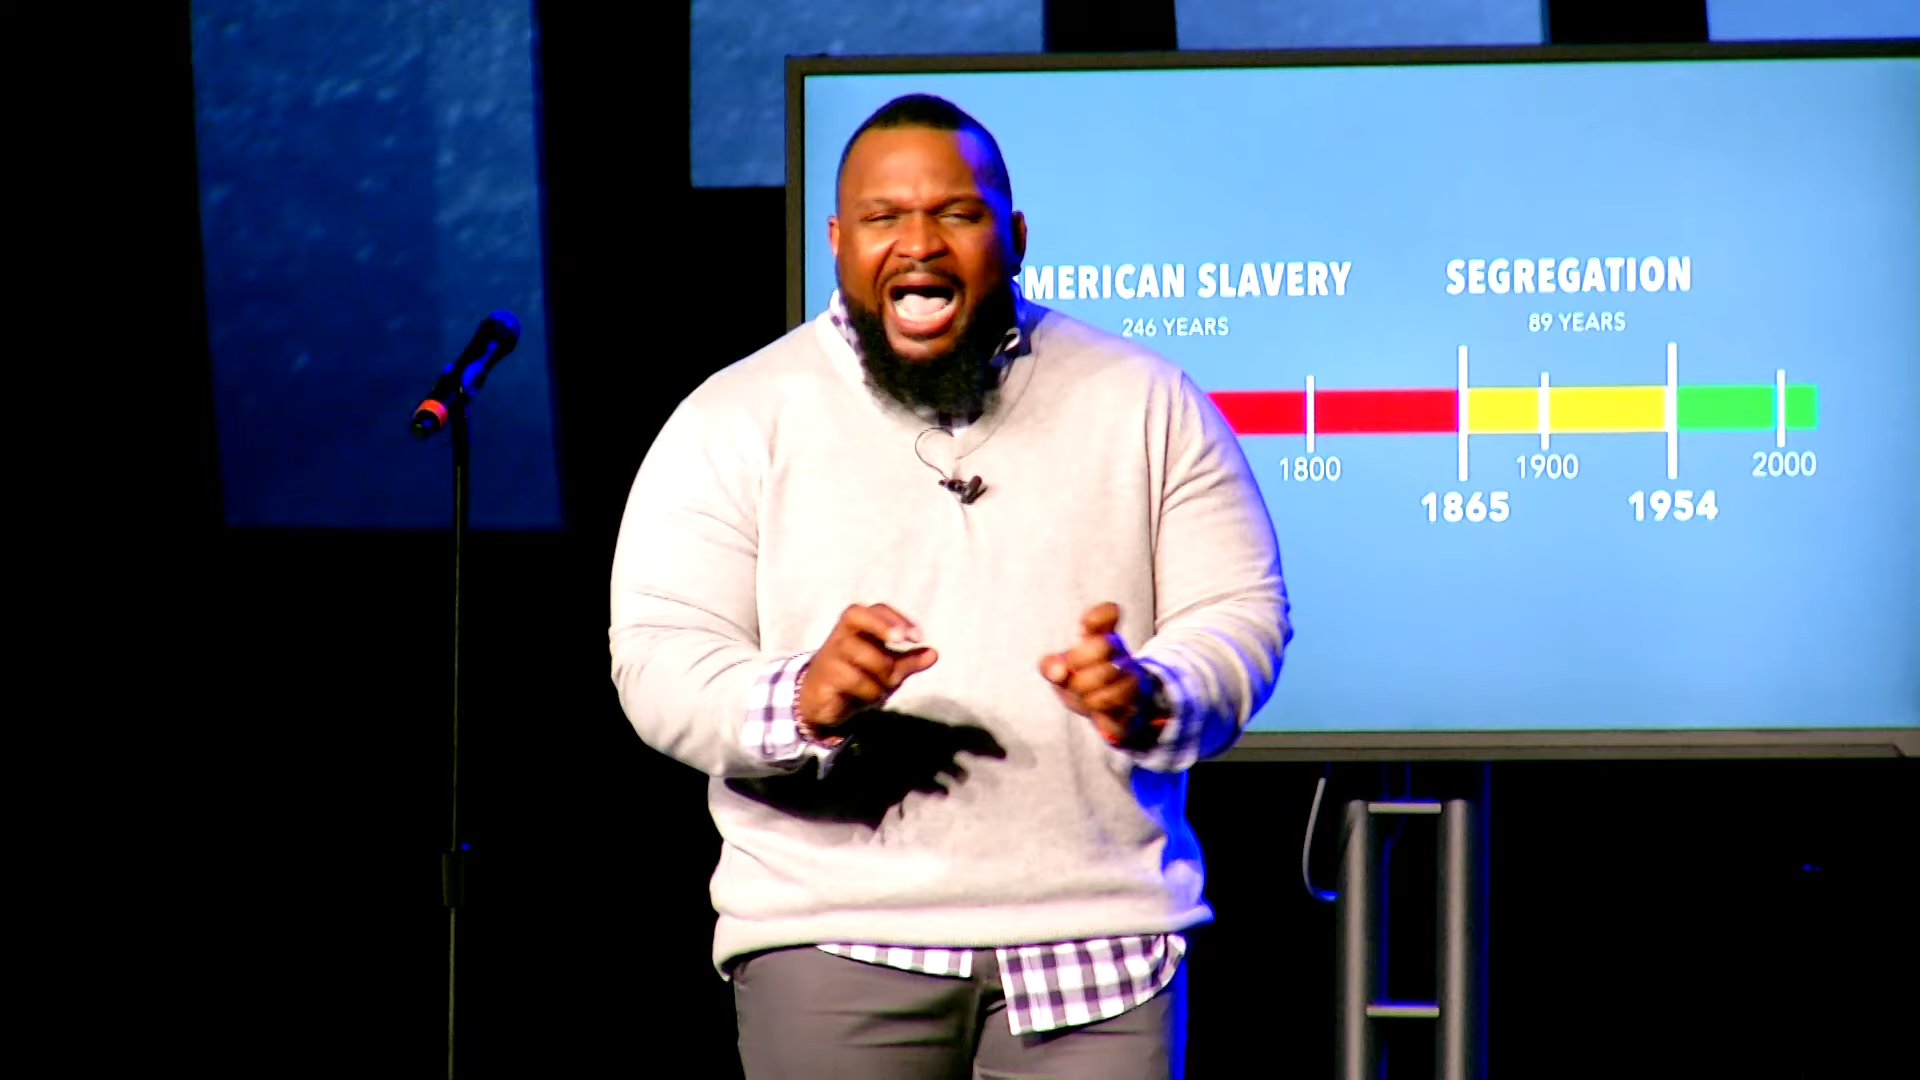 MERICAN SLAVERY
246 YEARS
SEGREGATION
89 YEARS
1800
1865
1900
1954
2000